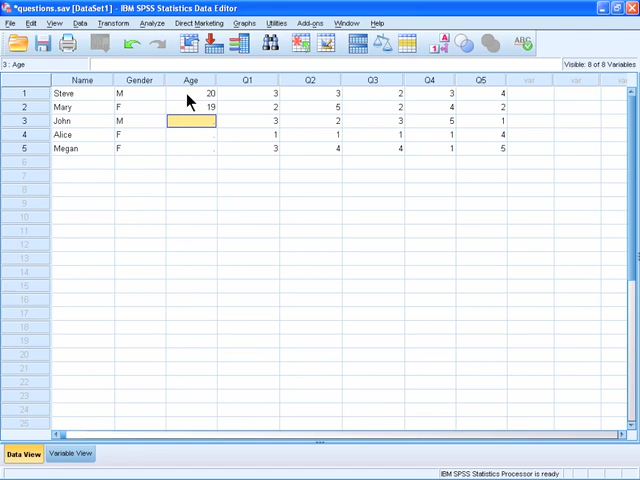 *questions.sav [DataSet1] - IBM SPSS Statistics Data Editor
File Edit View Data Transform Analyze Direct Marketing Graphs Utilities Add-ons Window Help
3 : Age Visible: 8 of 8 Variables
Name Gender Age Q1 Q2 Q3 Q4 Q5 var var
1 Steve M 20 3 3 2 3 4
2 Mary F 19 2 5 2 4 2
3 John M . 3 2 3 5 1
4 Alice F . 1 1 1 1 4
5 Megan F . 3 4 4 1 5
6
7
8
9
10
11
12
13
14
15
16
17
18
19
20
21
22
23
24
25
Data View Variable View
IBM SPSS Statistics Processor is ready